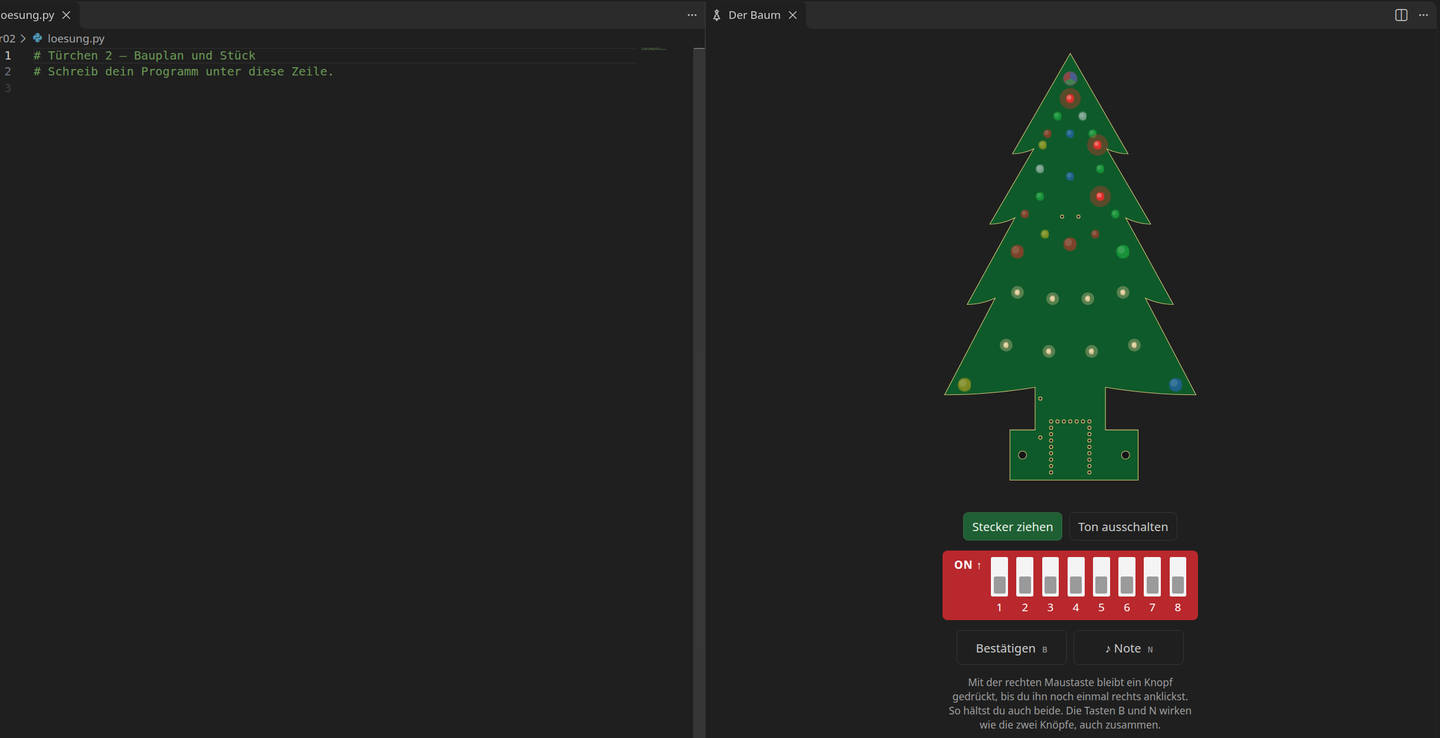 oesung.py
Der Baum
r02 > loesung.py
1 # Türchen 2 — Bauplan und Stück
2 # Schreib dein Programm unter diese Zeile.
3
Stecker ziehen
Ton ausschalten
ON ↑
1 2 3 4 5 6 7 8
Bestätigen B
♪ Note N
Mit der rechten Maustaste bleibt ein Knopf
gedrückt, bis du ihn noch einmal rechts anklickst.
So hältst du auch beide. Die Tasten B und N wirken
wie die zwei Knöpfe, auch zusammen.